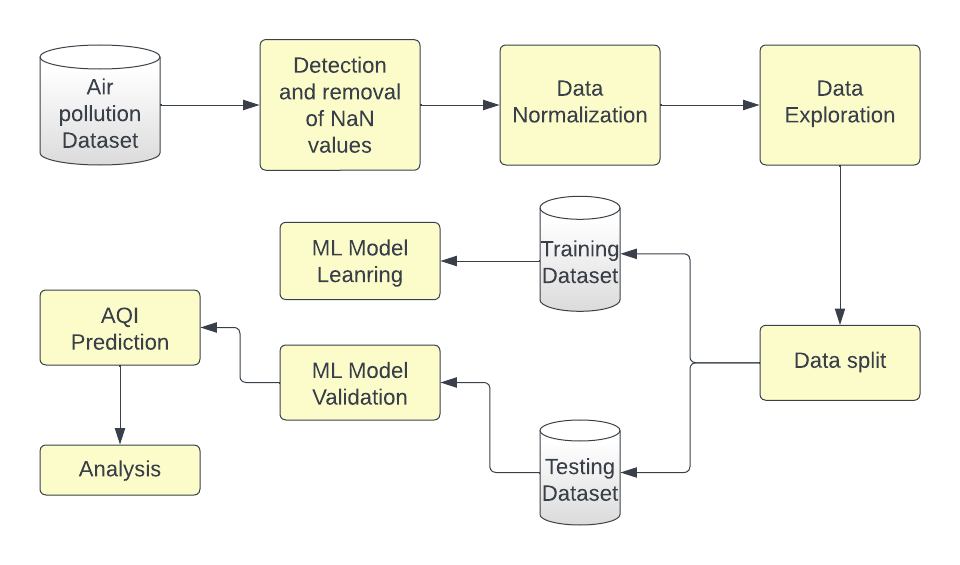 Air
pollution
Dataset
Detection
and removal
of NaN
values
Data
Normalization
Data
Exploration
ML Model
Leanring
Training
Dataset
AQI
Prediction
ML Model
Validation
Data split
Analysis
Testing
Dataset